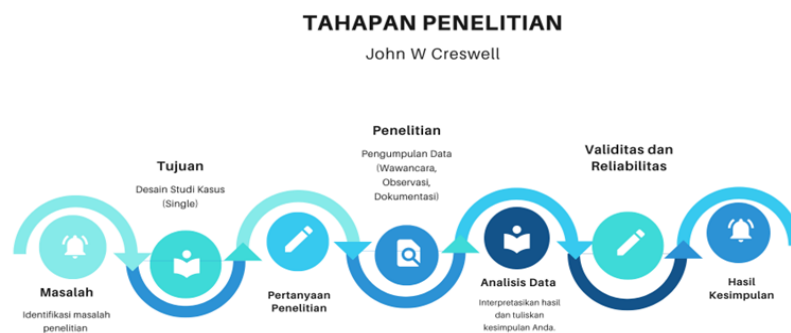 TAHAPAN PENELITIAN
John W Creswell
Masalah
Identifikasi masalah
penelitian
Tujuan
Desain Studi Kasus
(Single)
Pertanyaan
Penelitian
Penelitian
Pengumpulan Data
(Wawancara,
Observasi,
Dokumentasi)
Analisis Data
Interpretasikan hasil
dan tuliskan
kesimpulan Anda.
Validitas dan
Reliabilitas
Hasil
Kesimpulan